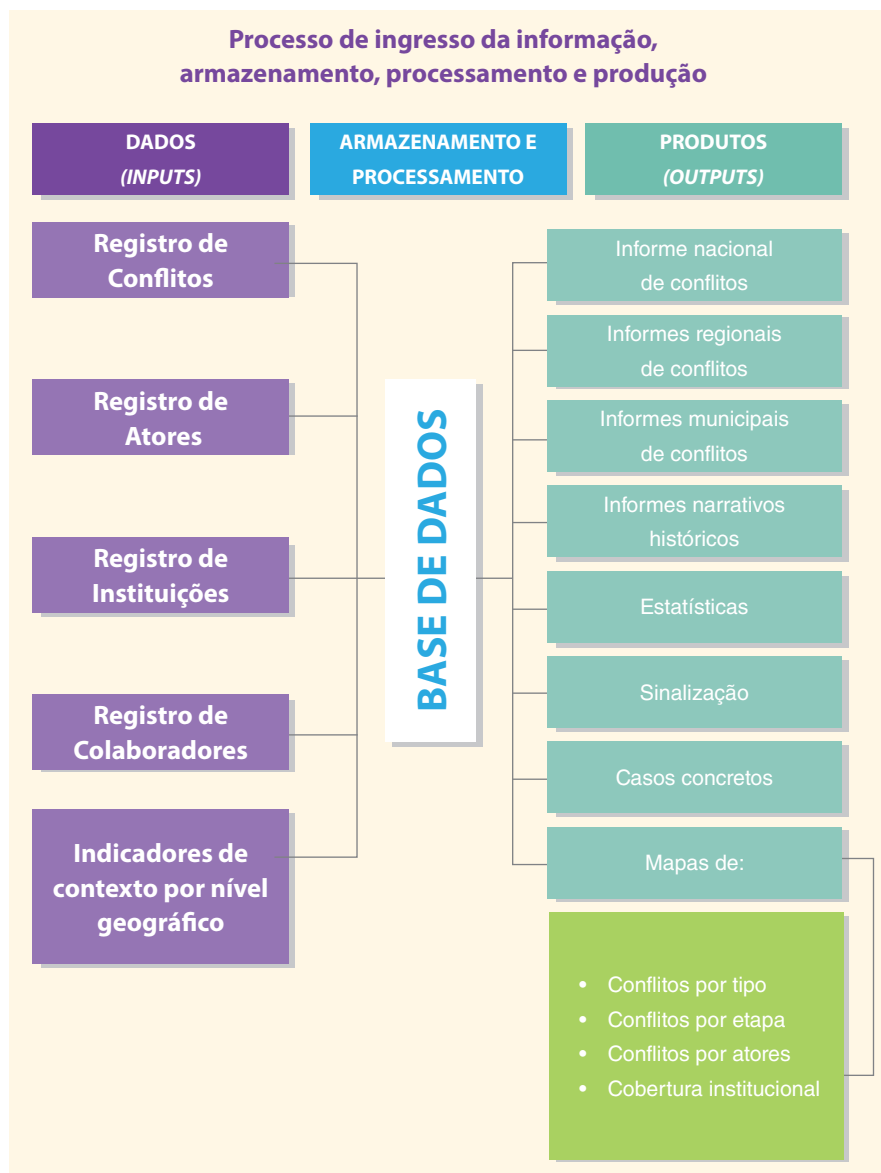 Processo de ingresso da informação,
armazenamento, processamento e produção
DADOS
(INPUTS)
ARMAZENAMENTO E
PROCESSAMENTO
PRODUTOS
(OUTPUTS)
Registro de
Conflitos
Registro de
Atores
Registro de
Instituições
Registro de
Colaboradores
Indicadores de
contexto por nível
geográfico
BASE DE DADOS
Informe nacional
de conflitos
Informes regionais
de conflitos
Informes municipais
de conflitos
Informes narrativos
históricos
Estatísticas
Sinalização
Casos concretos
Mapas de:
• Conflitos por tipo
• Conflitos por etapa
• Conflitos por atores
• Cobertura institucional